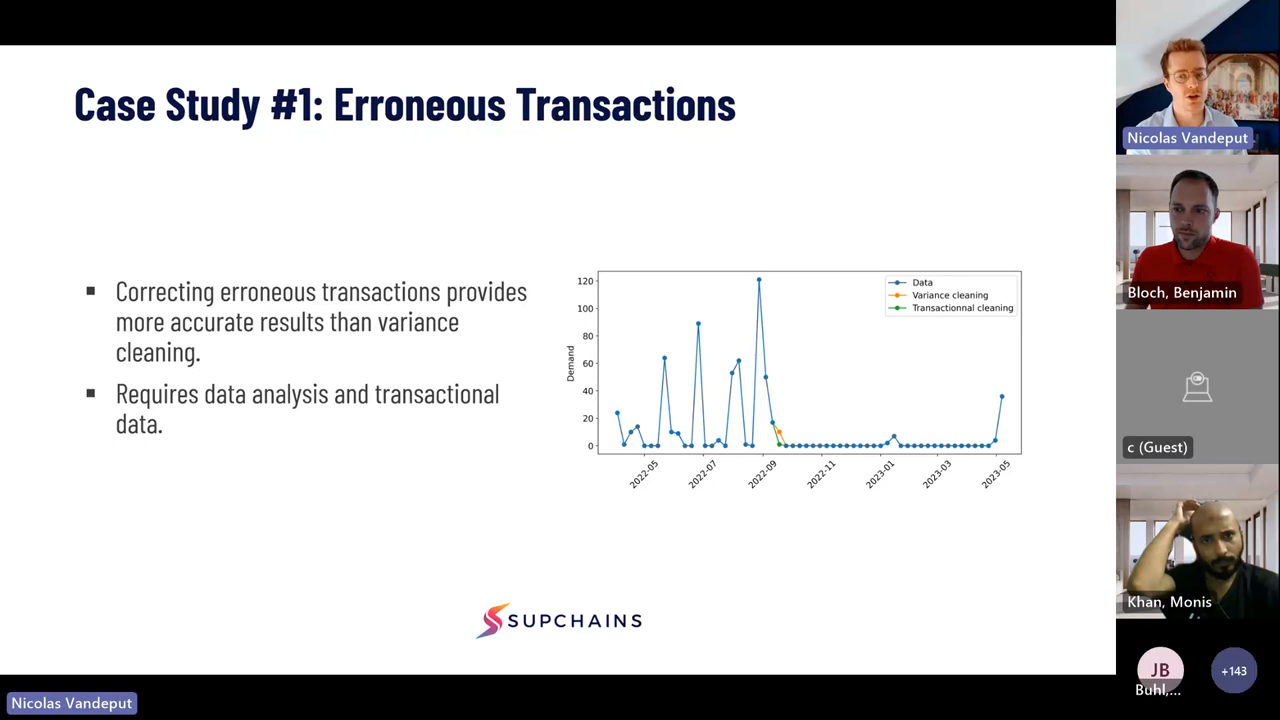 Case Study #1: Erroneous Transactions
▪ Correcting erroneous transactions provides
more accurate results than variance
cleaning.
▪ Requires data analysis and transactional
data.
Data
Variance cleaning
Transactionnal cleaning
Demand
120
100
80
60
40
20
0
2022-05
2022-07
2022-09
2022-11
2023-01
2023-03
2023-05
SUPCHAINS
Nicolas Vandeput
Nicolas Vandeput
Bloch, Benjamin
c (Guest)
Khan, Monis
JB
+143
Buhl,...